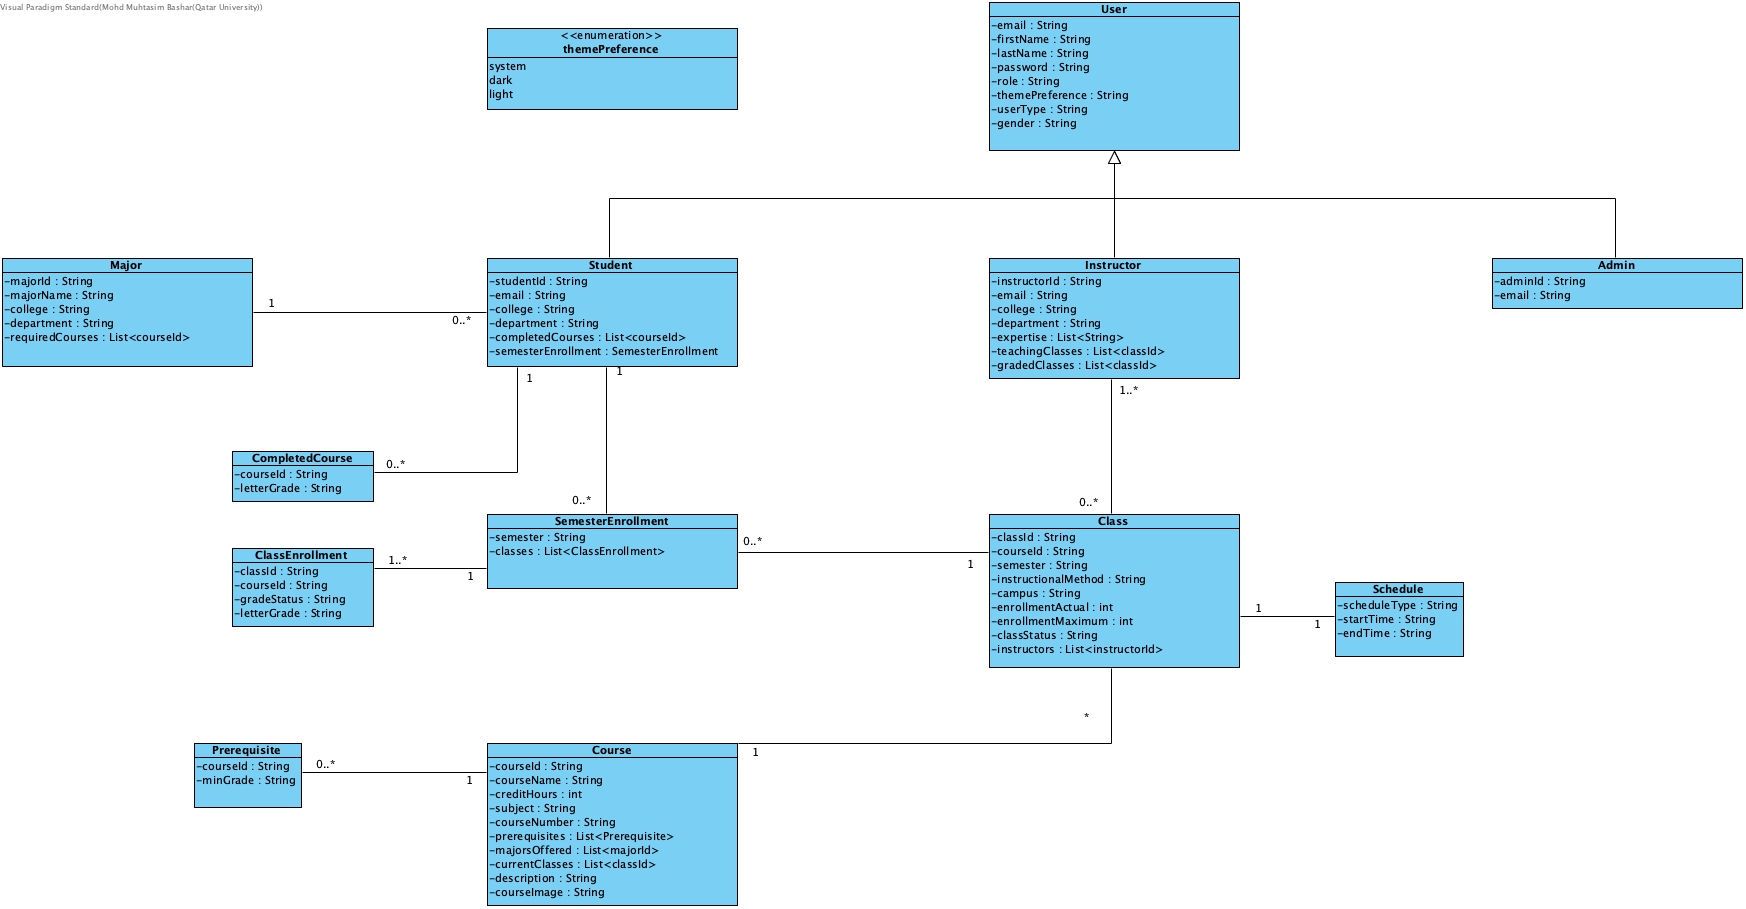 Visual Paradigm Standard(Mohd Muhtasim Bashar(Qatar University))
<<enumeration>>
themePreference
system
dark
light
User
-email : String
-firstName : String
-lastName : String
-password : String
-role : String
-themePreference : String
-userType : String
-gender : String
Major
-majorId : String
-majorName : String
-college : String
-department : String
-requiredCourses : List<courseId>
1
0..*
Student
-studentId : String
-email : String
-college : String
-department : String
-completedCourses : List<courseId>
-semesterEnrollment : SemesterEnrollment
Instructor
-instructorId : String
-email : String
-college : String
-department : String
-expertise : List<String>
-teachingClasses : List<classId>
-gradedClasses : List<classId>
Admin
-adminId : String
-email : String
1
1
1..*
CompletedCourse
-courseId : String
-letterGrade : String
0..*
0..*
0..*
ClassEnrollment
-classId : String
-courseId : String
-gradeStatus : String
-letterGrade : String
1..*
1
SemesterEnrollment
-semester : String
-classes : List<ClassEnrollment>
0..*
1
Class
-classId : String
-courseId : String
-semester : String
-instructionalMethod : String
-campus : String
-enrollmentActual : int
-enrollmentMaximum : int
-classStatus : String
-instructors : List<instructorId>
1
1
Schedule
-scheduleType : String
-startTime : String
-endTime : String
*
1
Prerequisite
-courseId : String
-minGrade : String
0..*
1
Course
-courseId : String
-courseName : String
-creditHours : int
-subject : String
-courseNumber : String
-prerequisites : List<Prerequisite>
-majorsOffered : List<majorId>
-currentClasses : List<classId>
-description : String
-courseImage : String